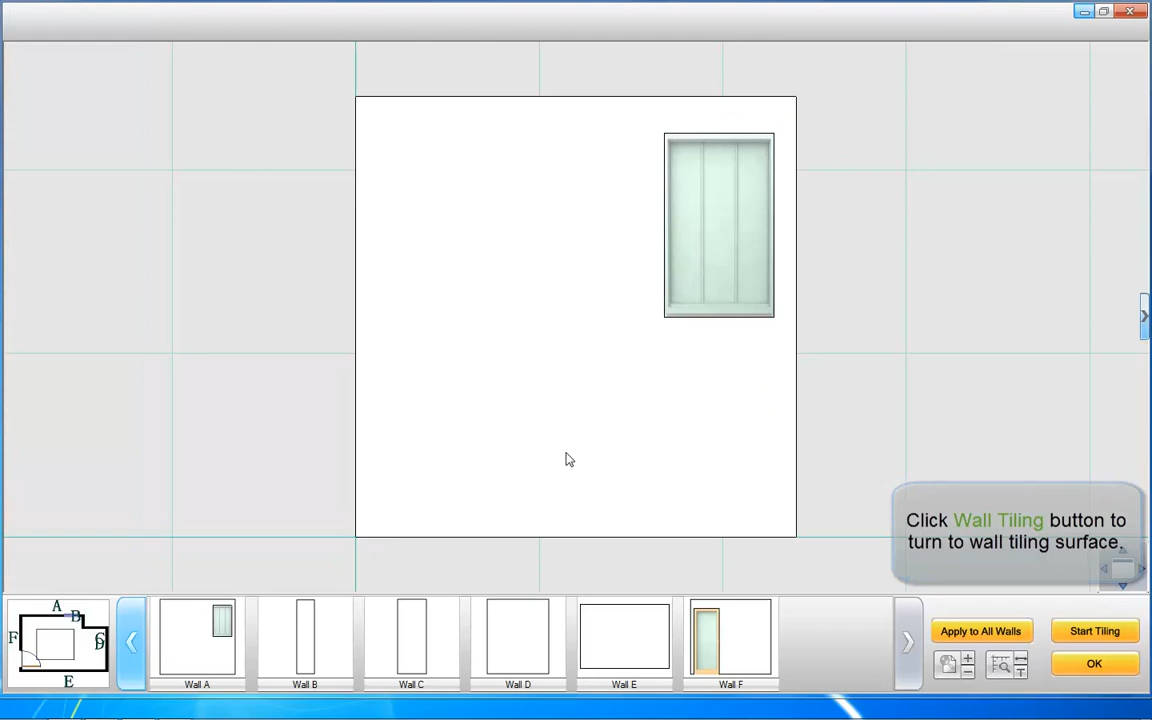 Click Wall Tiling button to
turn to wall tiling surface.
A
B
F
C
D
E
Wall A
Wall B
Wall C
Wall D
Wall E
Wall F
Apply to All Walls
Start Tiling
OK